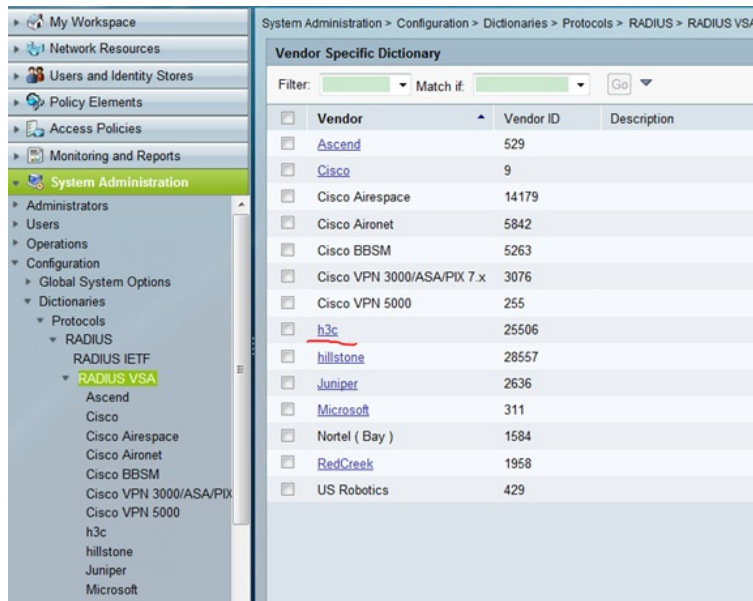 My Workspace
Network Resources
Users and Identity Stores
Policy Elements
Access Policies
Monitoring and Reports
System Administration
Administrators
Users
Operations
Configuration
Global System Options
Dictionaries
Protocols
RADIUS
RADIUS IETF
RADIUS VSA
Ascend
Cisco
Cisco Airespace
Cisco Aironet
Cisco BBSM
Cisco VPN 3000/ASA/PIX
Cisco VPN 5000
h3c
hillstone
Juniper
Microsoft
System Administration > Configuration > Dictionaries > Protocols > RADIUS > RADIUS VSA
Vendor Specific Dictionary
Filter: Match if: Go
Vendor Vendor ID Description
Ascend 529
Cisco 9
Cisco Airespace 14179
Cisco Aironet 5842
Cisco BBSM 5263
Cisco VPN 3000/ASA/PIX 7.x 3076
Cisco VPN 5000 255
h3c 25506
hillstone 28557
Juniper 2636
Microsoft 311
Nortel ( Bay ) 1584
RedCreek 1958
US Robotics 429